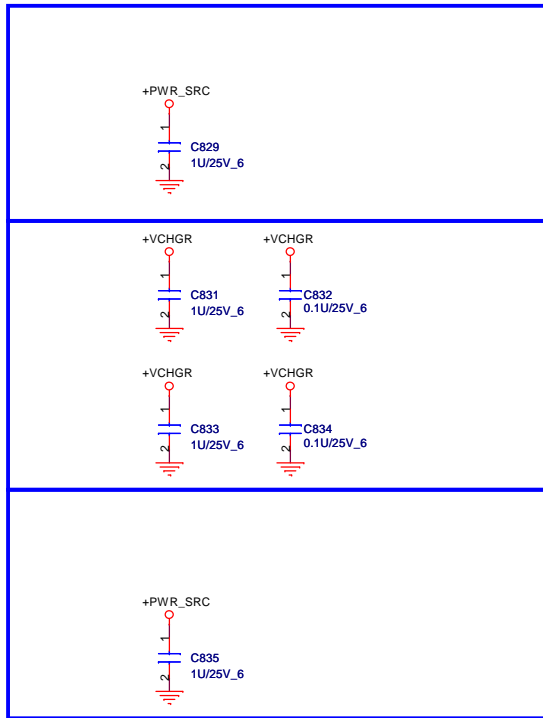 +PWR_SRC
1
C829
1U/25V_6
2
+VCHGR +VCHGR
1 1
C831 C832
1U/25V_6 0.1U/25V_6
2 2
+VCHGR +VCHGR
1 1
C833 C834
1U/25V_6 0.1U/25V_6
2 2
+PWR_SRC
1
C835
1U/25V_6
2